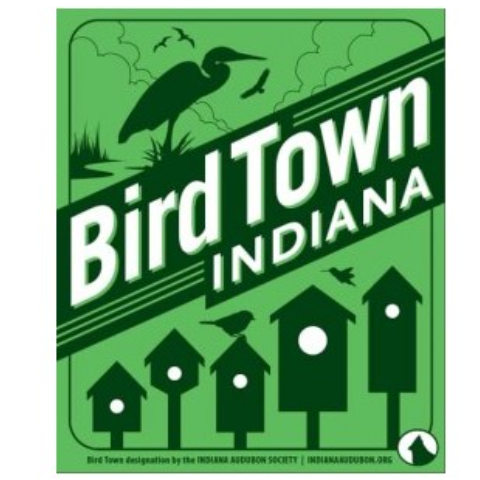 Bird Town
INDIANA
Bird Town designation by the INDIANA AUDUBON SOCIETY | INDIANAAUDUBON.ORG